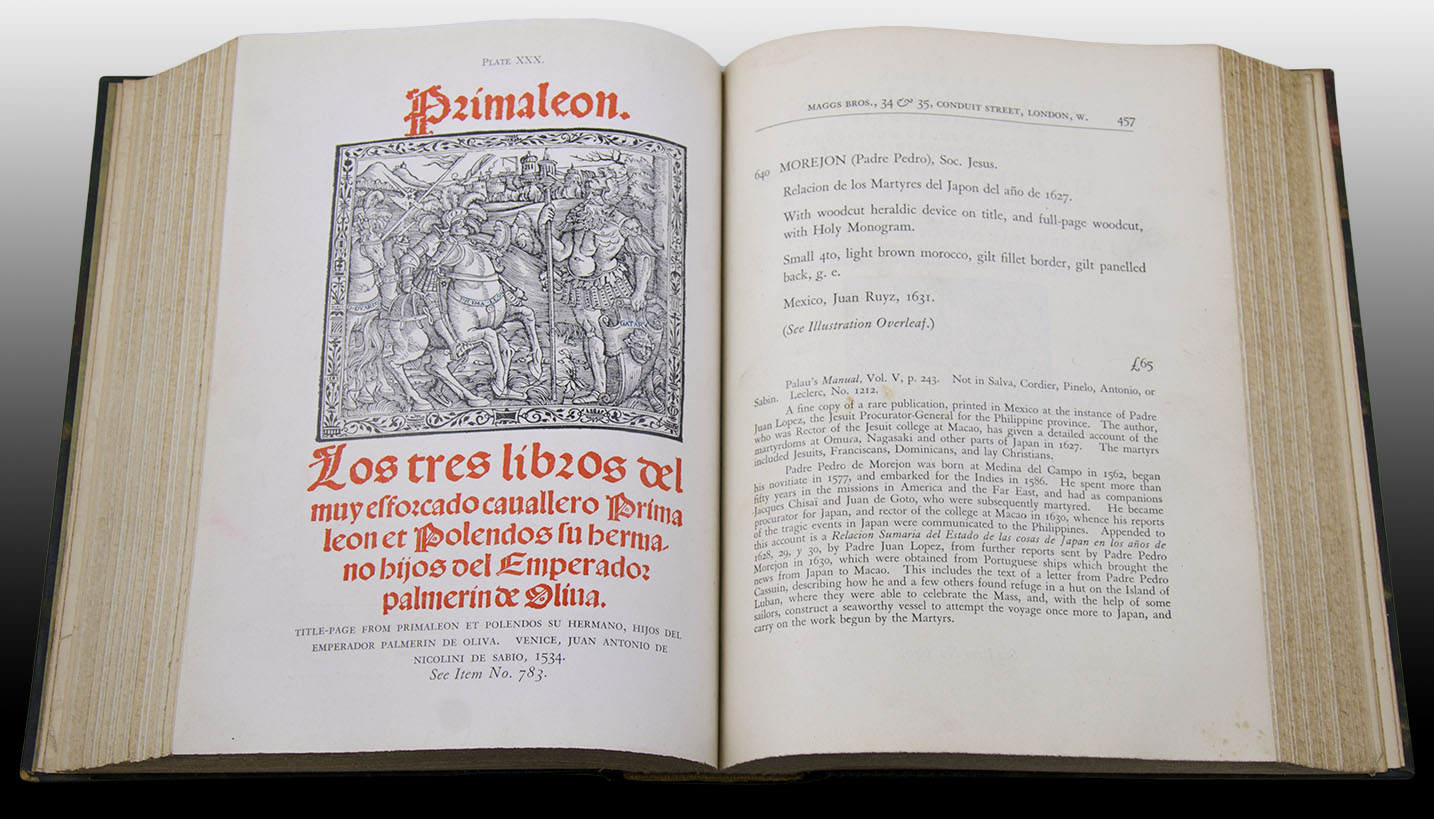 PLATE XXX.
Primaleon.
GATARU
Los tres libros del
muy esforcado cauallero Prima
leon et Polendos su herma-
no hijos del Emperador
palmerin de Oliua.
TITLE-PAGE FROM PRIMALEON ET POLENDOS SU HERMANO, HIJOS DEL
EMPERADOR PALMERIN DE OLIVA. VENICE, JUAN ANTONIO DE
NICOLINI DE SABIO, 1534.
See Item No. 783.
MAGGS BROS., 34 & 35, CONDUIT STREET, LONDON, W. 457
640 MOREJON (Padre Pedro), Soc. Jesus.
Relacion de los Martyres del Japon del año de 1627.
With woodcut heraldic device on title, and full-page woodcut,
with Holy Monogram.
Small 4to, light brown morocco, gilt fillet border, gilt panelled
back, g. e.
Mexico, Juan Ruyz, 1631.
(See Illustration Overleaf.)
£65
Palau's Manual, Vol. V, p. 243. Not in Salva, Cordier, Pinelo, Antonio, or
Sabin. Leclerc, No. 1212.
A fine copy of a rare publication, printed in Mexico at the instance of Padre
Juan Lopez, the Jesuit Procurator-General for the Philippine province. The author,
who was Rector of the Jesuit college at Macao, has given a detailed account of the
martyrdoms at Omura, Nagasaki and other parts of Japan in 1627. The martyrs
included Jesuits, Franciscans, Dominicans, and lay Christians.
Padre Pedro de Morejon was born at Medina del Campo in 1562, began
his novitiate in 1577, and embarked for the Indies in 1586. He spent more than
fifty years in the missions in America and the Far East, and had as companions
Jacques Chisaï and Juan de Goto, who were subsequently martyred. He became
procurator for Japan, and rector of the college at Macao in 1630, whence his reports
of the tragic events in Japan were communicated to the Philippines. Appended to
this account is a Relacion Sumaria del Estado de las cosas de Japan en los años de
1628, 29, y 30, by Padre Juan Lopez, from further reports sent by Padre Pedro
Morejon in 1630, which were obtained from Portuguese ships which brought the
news from Japan to Macao. This includes the text of a letter from Padre Pedro
Cassuin, describing how he and a few others found refuge in a hut on the Island of
Luban, where they were able to celebrate the Mass, and, with the help of some
sailors, construct a seaworthy vessel to attempt the voyage once more to Japan, and
carry on the work begun by the Martyrs.